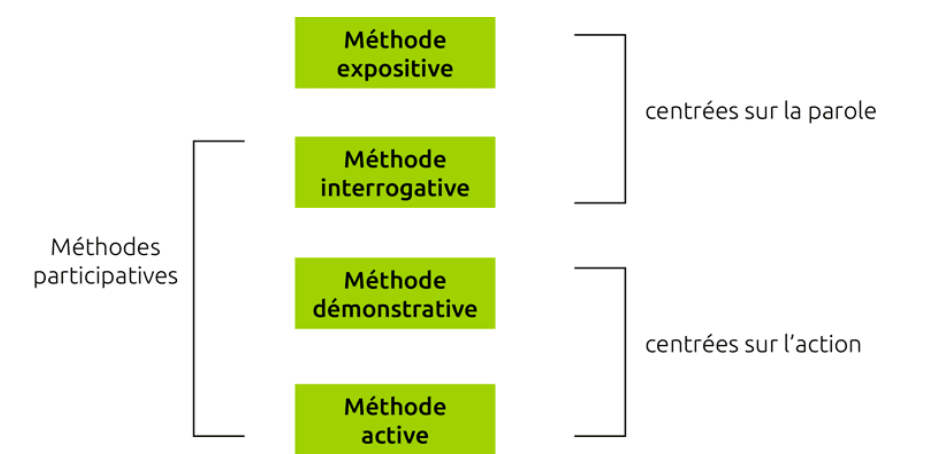 Méthode
expositive
centrées sur la parole
Méthode
interrogative
Méthodes
participatives
Méthode
démonstrative
centrées sur l’action
Méthode
active